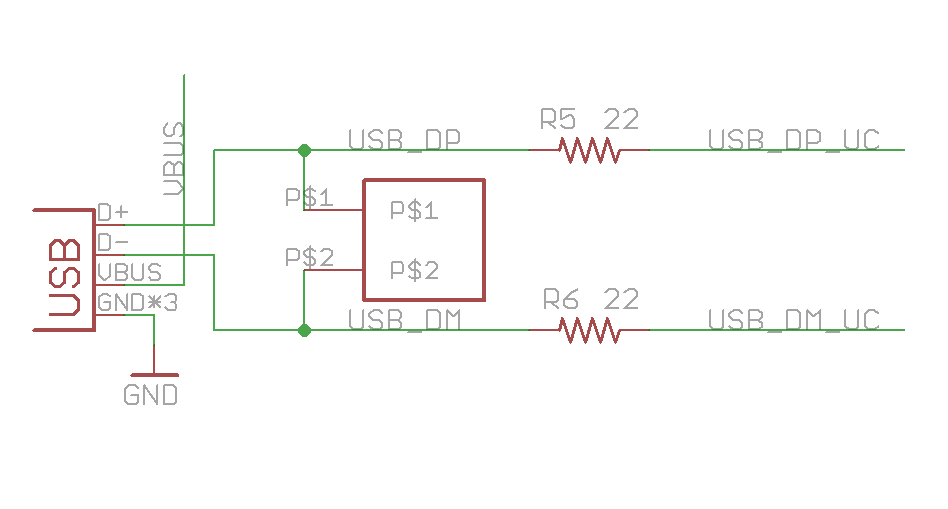 R5 22
USB_DP
USB_DP_UC
VBUS
P$1
P$1
D+
D-
P$2
P$2
VBUS
USB
GND*3
R6 22
USB_DM
USB_DM_UC
GND